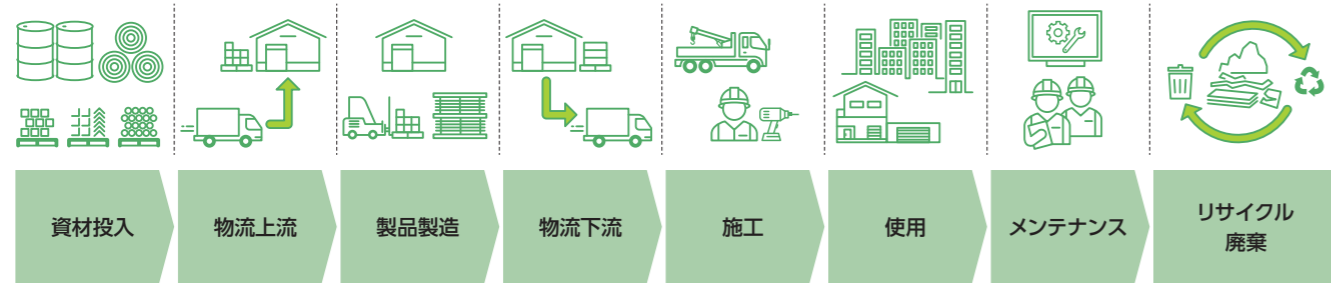 資材投入
物流上流
製品製造
物流下流
施工
使用
メンテナンス
リサイクル
廃棄